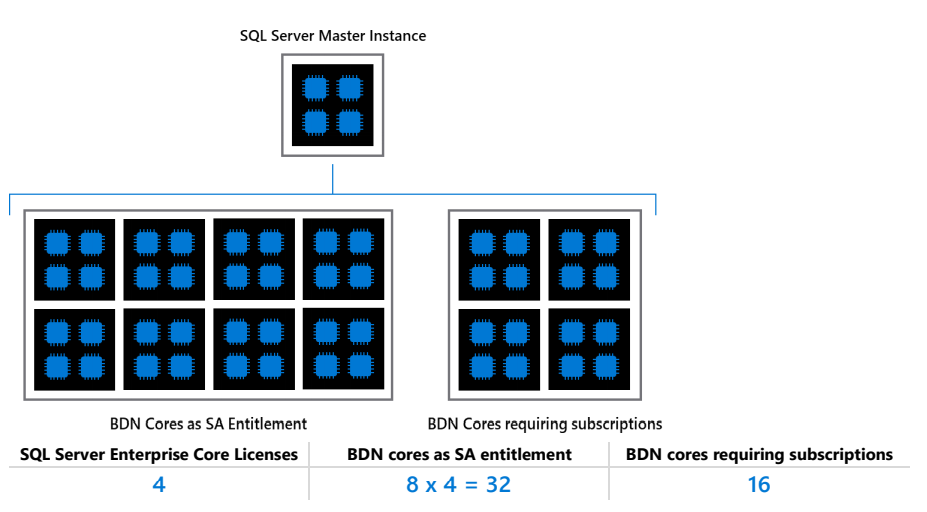 SQL Server Master Instance
BDN Cores as SA Entitlement
BDN Cores requiring subscriptions
SQL Server Enterprise Core Licenses
BDN cores as SA entitlement
BDN cores requiring subscriptions
4
8 x 4 = 32
16